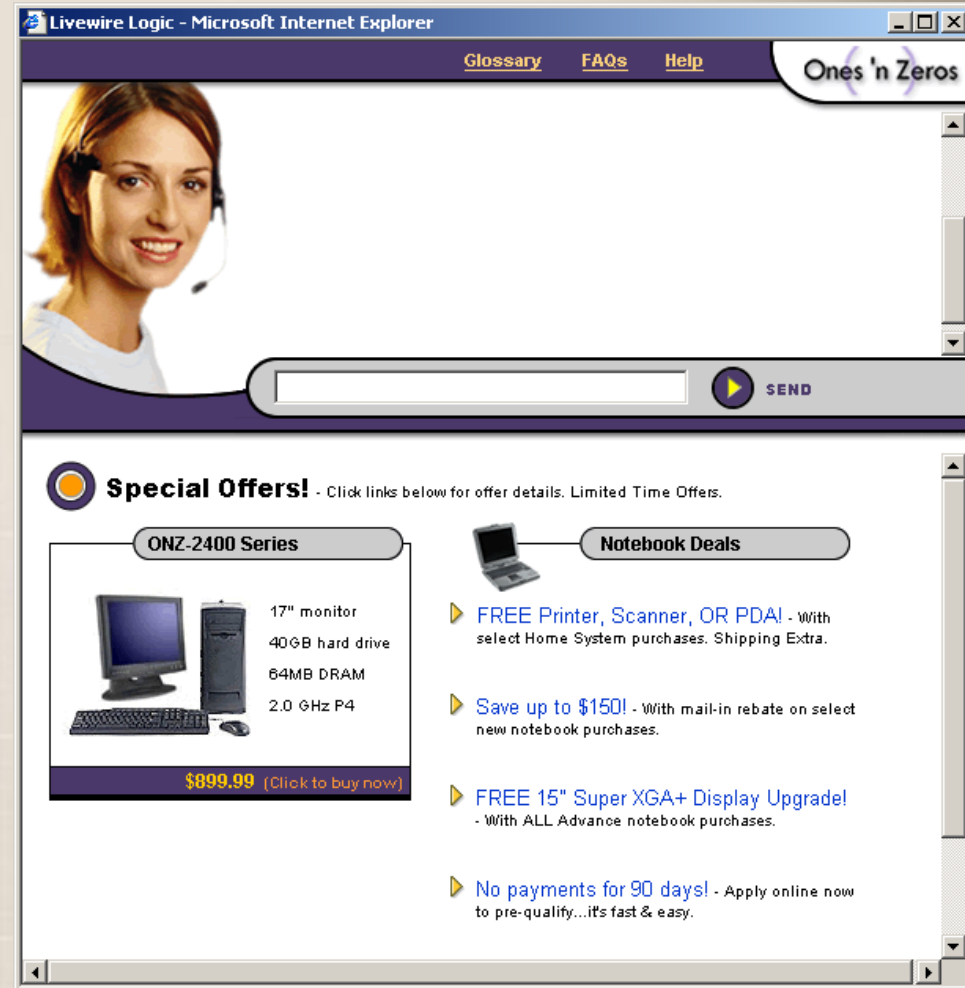 Livewire Logic - Microsoft Internet Explorer
Glossary FAQs Help
Ones 'n Zeros
SEND
Special Offers! - Click links below for offer details. Limited Time Offers.
ONZ-2400 Series
17" monitor
40GB hard drive
64MB DRAM
2.0 GHz P4
$899.99 (Click to buy now)
Notebook Deals
FREE Printer, Scanner, OR PDA! - With
select Home System purchases. Shipping Extra.
Save up to $150! - With mail-in rebate on select
new notebook purchases.
FREE 15" Super XGA+ Display Upgrade!
- With ALL Advance notebook purchases.
No payments for 90 days! - Apply online now
to pre-qualify...it's fast & easy.